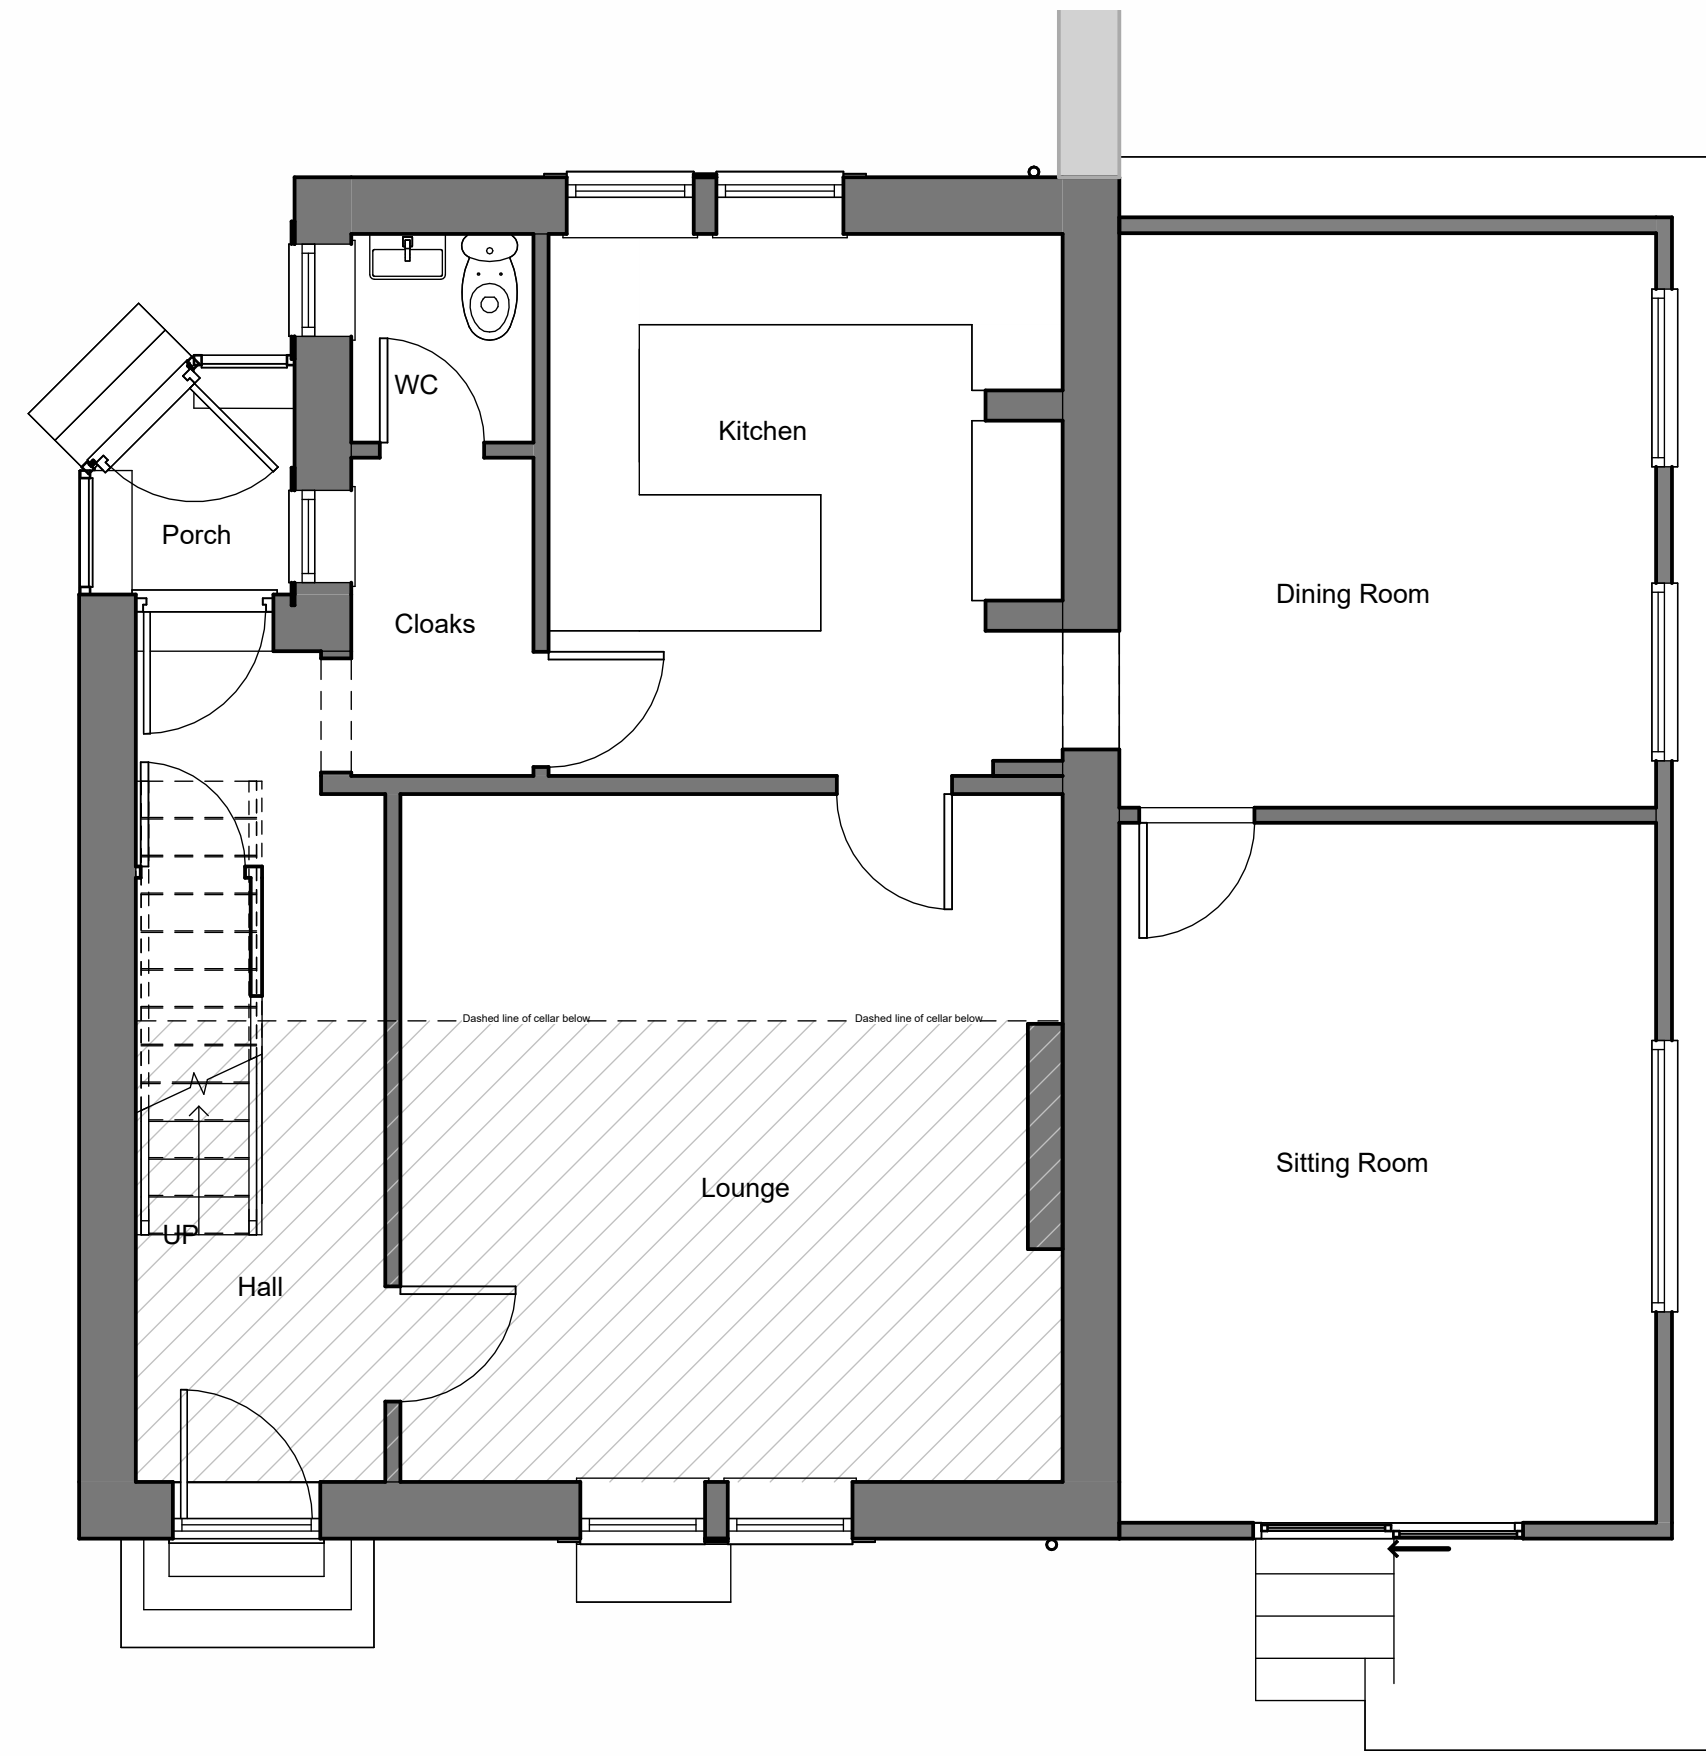 WC
Kitchen
Porch
Dining Room
Cloaks
Dashed line of cellar below
Dashed line of cellar below
Sitting Room
Lounge
UP
Hall